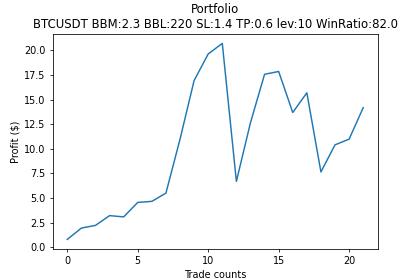 Portfolio
BTCUSDT BBM:2.3 BBL:220 SL:1.4 TP:0.6 lev:10 WinRatio:82.0
20.0
17.5
15.0
12.5
10.0
7.5
5.0
2.5
0.0
Profit ($)
0 5 10 15 20
Trade counts